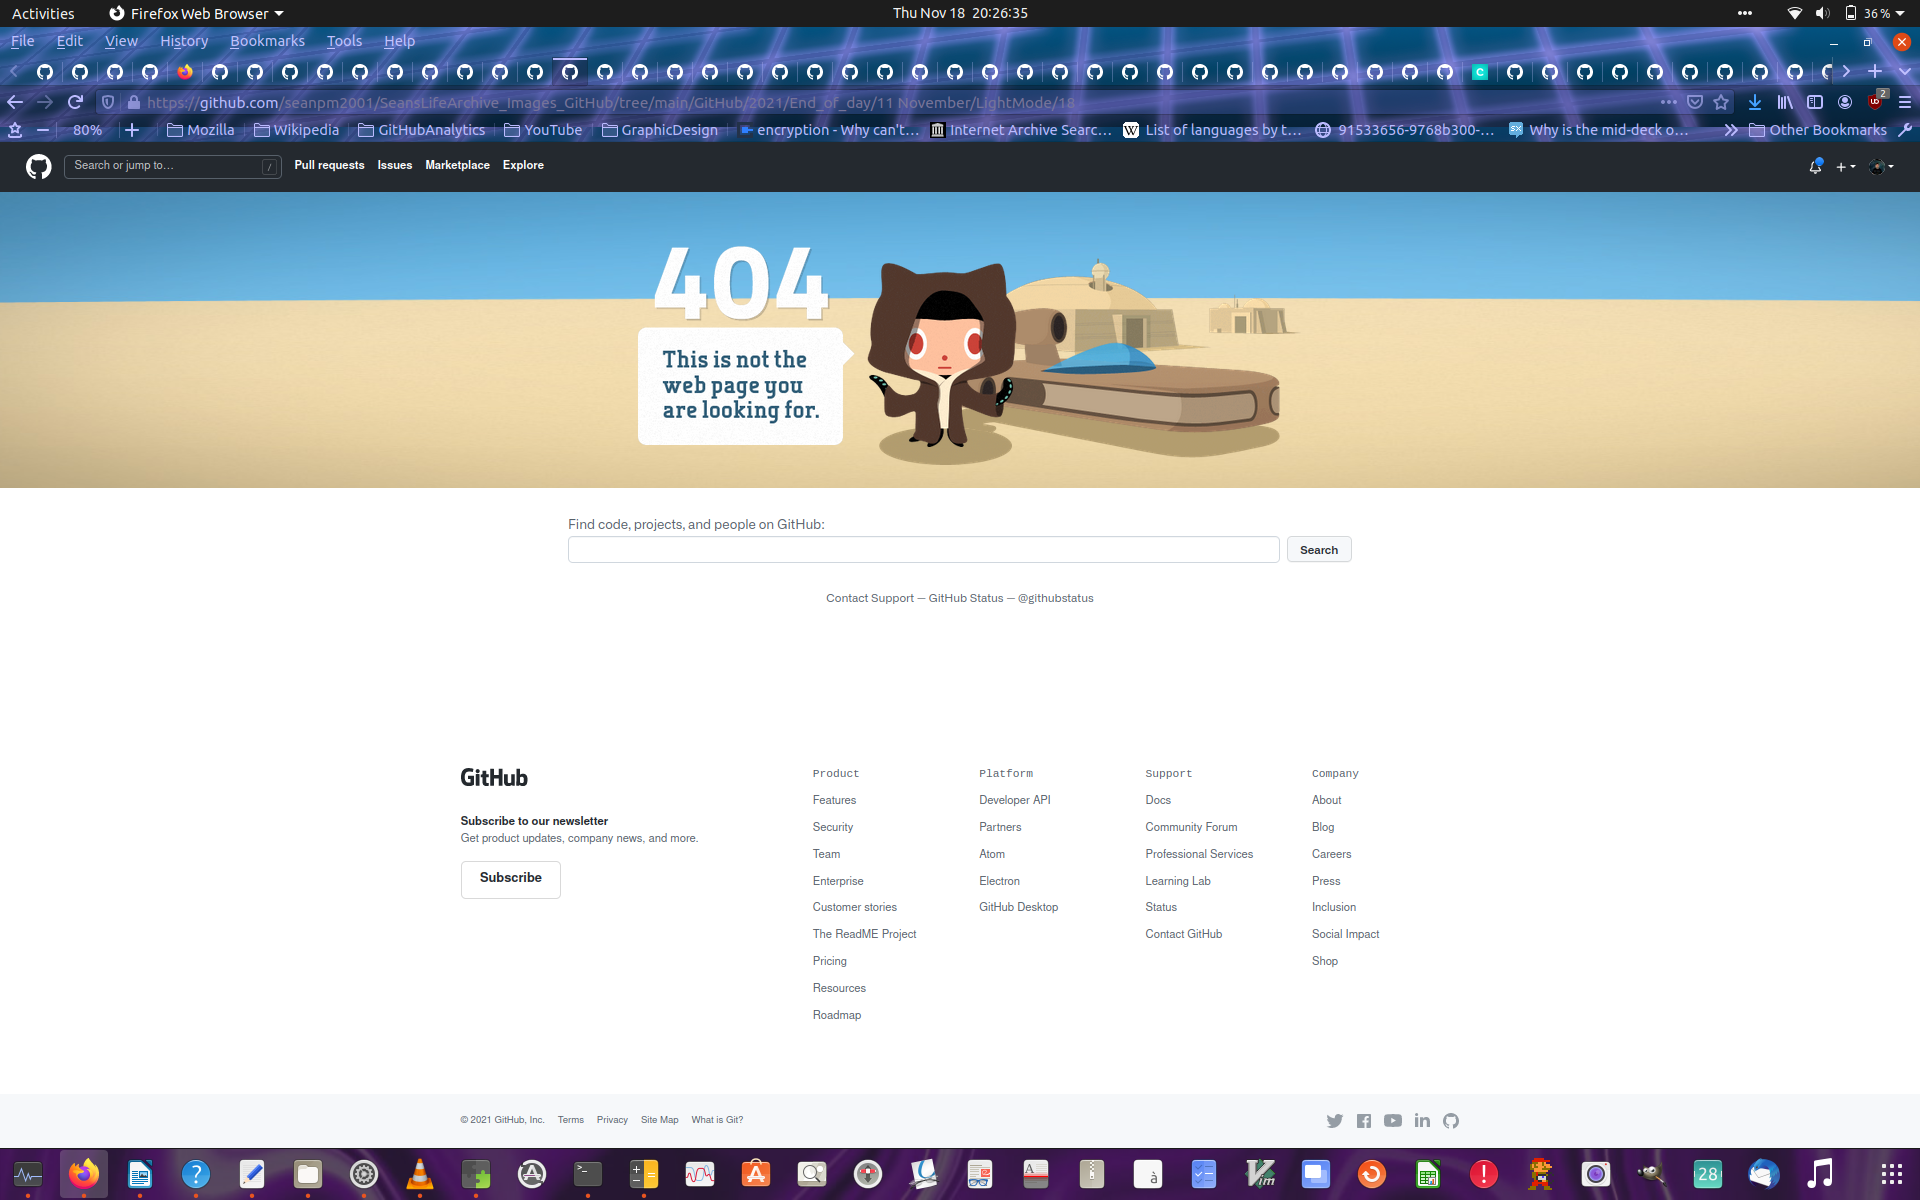 Activities
Firefox Web Browser
Thu Nov 18 20:26:35
36 %
File Edit View History Bookmarks Tools Help
C
https://github.com/seanpm2001/SeansLifeArchive_Images_GitHub/tree/main/GitHub/2021/End_of_day/11 November/LightMode/18
2
80%
Mozilla
Wikipedia
GitHubAnalytics
YouTube
GraphicDesign
encryption - Why can't…
Internet Archive Searc…
W List of languages by t…
91533656-9768b300-…
Why is the mid-deck o…
Other Bookmarks
Search or jump to…
/
Pull requests Issues Marketplace Explore
404
This is not the
web page you
are looking for.
Find code, projects, and people on GitHub:
Search
Contact Support — GitHub Status — @githubstatus
GitHub
Subscribe to our newsletter
Get product updates, company news, and more.
Subscribe
Product
Features
Security
Team
Enterprise
Customer stories
The ReadME Project
Pricing
Resources
Roadmap
Platform
Developer API
Partners
Atom
Electron
GitHub Desktop
Support
Docs
Community Forum
Professional Services
Learning Lab
Status
Contact GitHub
Company
About
Blog
Careers
Press
Inclusion
Social Impact
Shop
© 2021 GitHub, Inc. Terms Privacy Site Map What is Git?
28